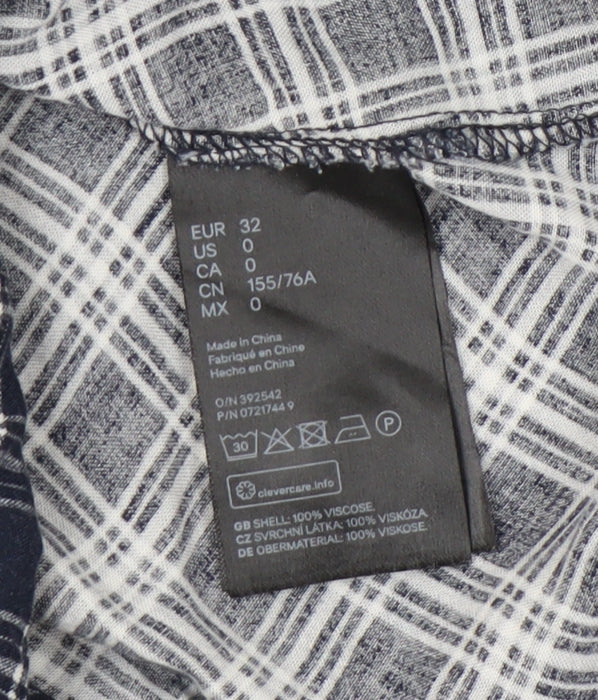 EUR 32
US 0
CA 0
CN 155/76A
MX 0
Made in China
Fabriqué en Chine
Hecho en China
O/N 392542
P/N 0721744 9
30
P
clevercare.info
GB SHELL: 100% VISCOSE.
CZ SVRCHNÍ LÁTKA: 100% VISKÓZA.
DE OBERMATERIAL: 100% VISKOSE.